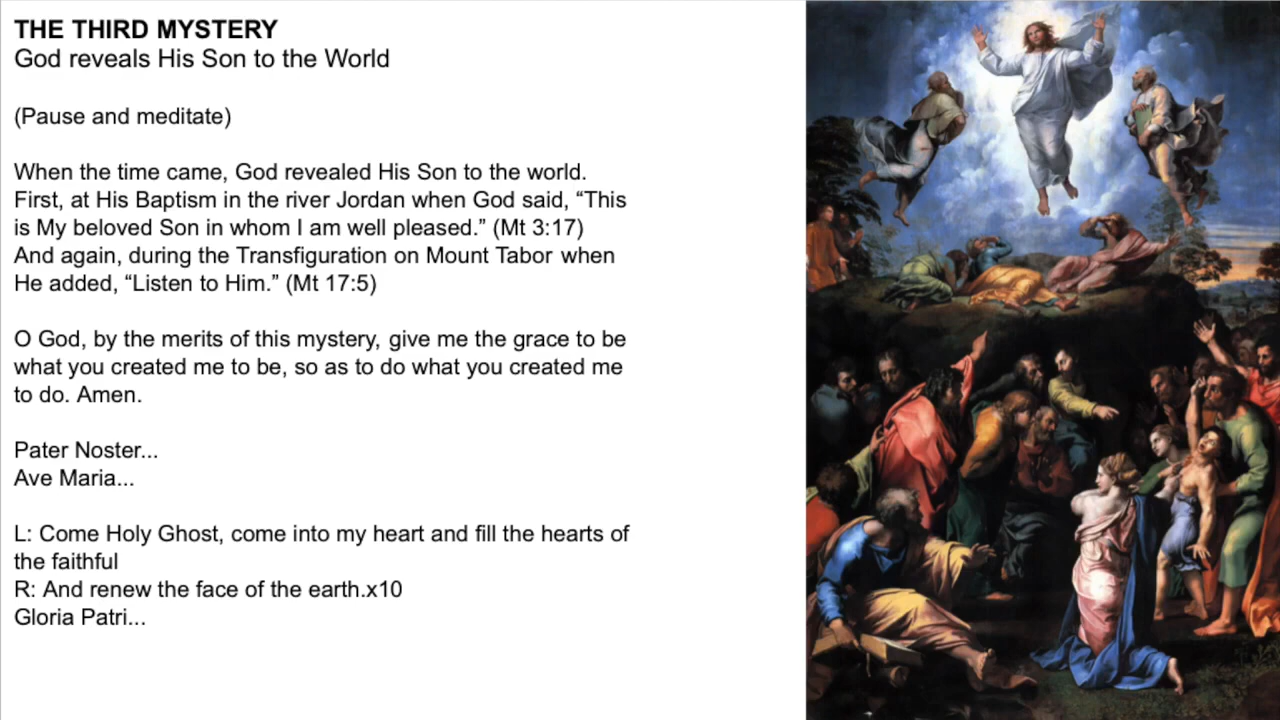 THE THIRD MYSTERY
God reveals His Son to the World
(Pause and meditate)
When the time came, God revealed His Son to the world.
First, at His Baptism in the river Jordan when God said, “This
is My beloved Son in whom I am well pleased.” (Mt 3:17)
And again, during the Transfiguration on Mount Tabor when
He added, “Listen to Him.” (Mt 17:5)
O God, by the merits of this mystery, give me the grace to be
what you created me to be, so as to do what you created me
to do. Amen.
Pater Noster...
Ave Maria...
L: Come Holy Ghost, come into my heart and fill the hearts of
the faithful
R: And renew the face of the earth.x10
Gloria Patri...